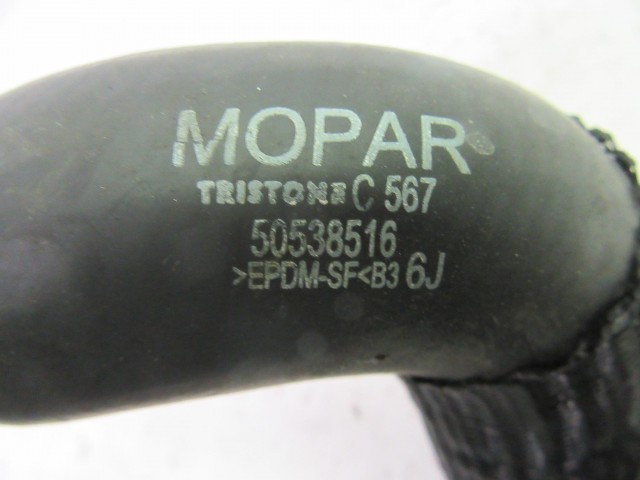 MOPAR®
TRISTONE C 567
50538516
>EPDM-SF<B3 6J